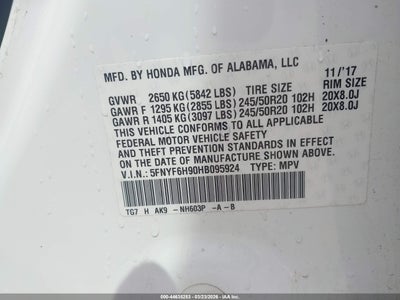 MFD. BY HONDA MFG. OF ALABAMA, LLC
11/'17
GVWR 2650 KG (5842 LBS) TIRE SIZE RIM SIZE
GAWR F 1295 KG (2855 LBS) 245/50R20 102H 20X8.0J
GAWR R 1405 KG (3097 LBS) 245/50R20 102H 20X8.0J
THIS VEHICLE CONFORMS TO ALL APPLICABLE
FEDERAL MOTOR VEHICLE SAFETY
AND THEFT PREVENTION STANDARDS
IN EFFECT ON THE DATE OF
MANUFACTURE SHOWN ABOVE.
V.I.N.: 5FNYF6H90HB095924 TYPE: MPV
TG7 H AK9 -NH603P -A-B
000-44638283 - 03/23/2026 - IAA